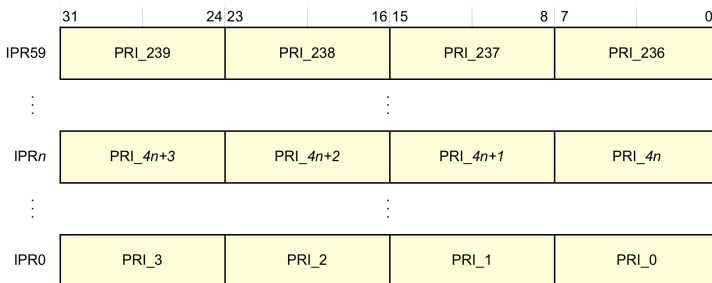 31 24 23 16 15 8 7 0
IPR59 PRI_239 PRI_238 PRI_237 PRI_236
IPRn PRI_4n+3 PRI_4n+2 PRI_4n+1 PRI_4n
IPR0 PRI_3 PRI_2 PRI_1 PRI_0